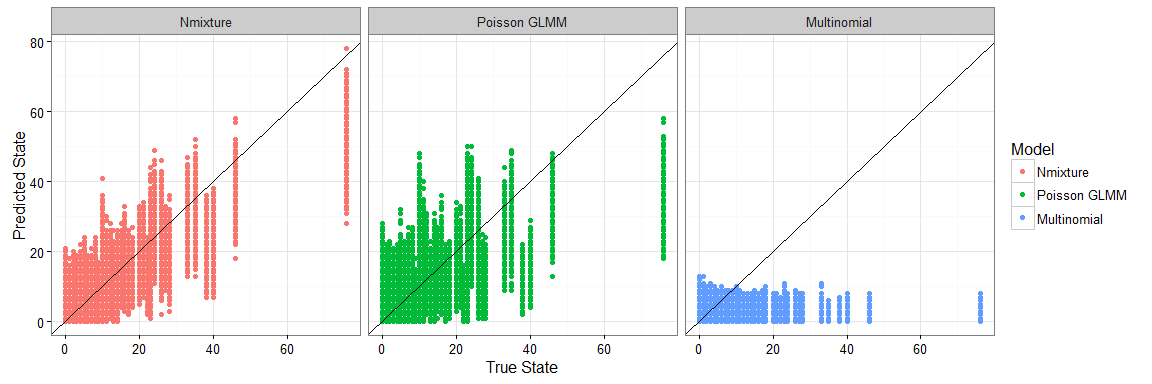 Nmixture Poisson GLMM Multinomial
Predicted State
80
60
40
20
0
0 20 40 60 0 20 40 60 0 20 40 60
True State
Model
Nmixture
Poisson GLMM
Multinomial